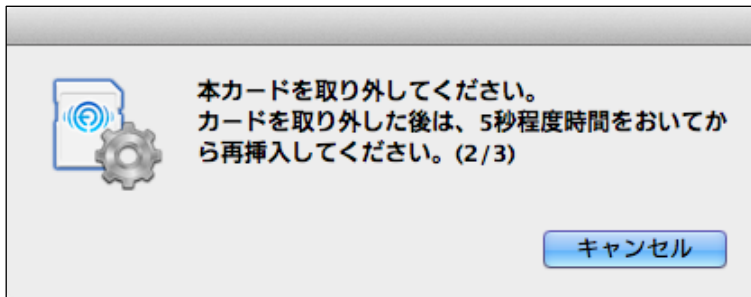 本カードを取り外してください。
カードを取り外した後は、5秒程度時間をおいてか
ら再挿入してください。(2/3)
キャンセル